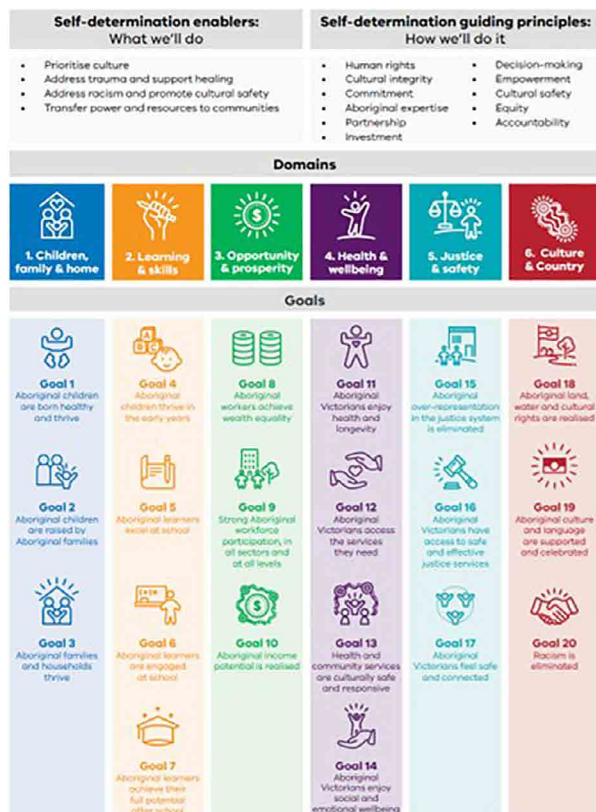 Self-determination enablers:
What we'll do
Prioritise culture
Address trauma and support healing
Address racism and promote cultural safety
Transfer power and resources to communities
Self-determination guiding principles:
How we'll do it
Human rights
Cultural integrity
Commitment
Aboriginal expertise
Partnership
Investment
Decision-making
Empowerment
Cultural safety
Equity
Accountability
Domains
1. Children,
family & home
2. Learning
& skills
3. Opportunity
& prosperity
4. Health &
wellbeing
5. Justice
& safety
6. Culture
& Country
Goals
Goal 1
Aboriginal children
are born healthy
and thrive
Goal 2
Aboriginal children
are raised by
Aboriginal families
Goal 3
Aboriginal families
and households
thrive
Goal 4
Aboriginal
children thrive in
the early years
Goal 5
Aboriginal learners
excel at school
Goal 6
Aboriginal learners
are engaged
at school
Goal 7
Aboriginal learners
achieve their
full potential
after school
Goal 8
Aboriginal
workers achieve
wealth equality
Goal 9
Strong Aboriginal
workforce
participation, in
all sectors and
at all levels
Goal 10
Aboriginal income
potential is realised
Goal 11
Aboriginal
Victorians enjoy
health and
longevity
Goal 12
Aboriginal
Victorians access
the services
they need
Goal 13
Health and
community services
are culturally safe
and responsive
Goal 14
Aboriginal
Victorians enjoy
social and
emotional wellbeing
Goal 15
Aboriginal
over-representation
in the justice system
is eliminated
Goal 16
Aboriginal
Victorians have
access to safe
and effective
justice services
Goal 17
Aboriginal
Victorians feel safe
and connected
Goal 18
Aboriginal land,
water and cultural
rights are realised
Goal 19
Aboriginal culture
and language
are supported
and celebrated
Goal 20
Racism is
eliminated